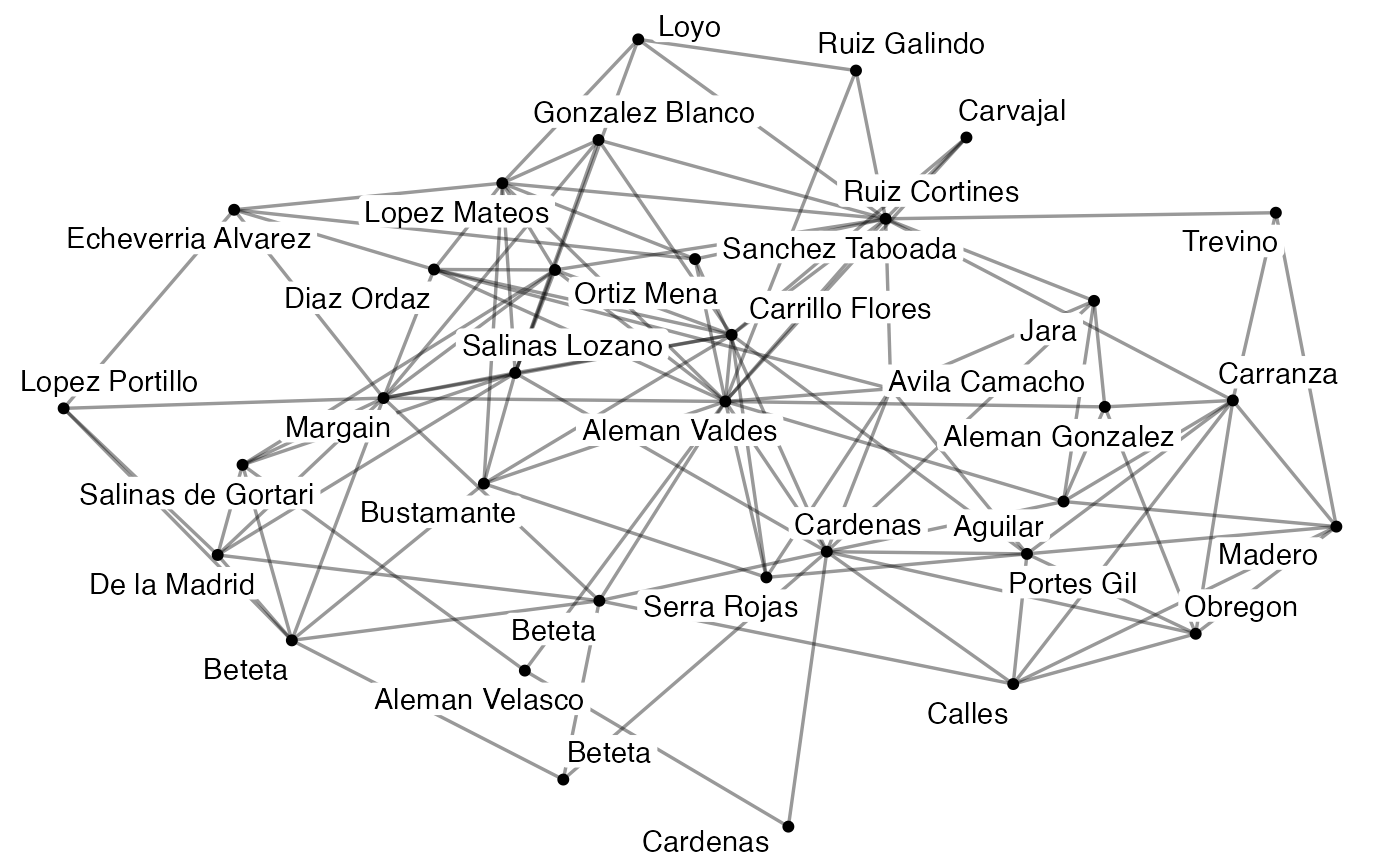 Loyo
Ruiz Galindo
Gonzalez Blanco
Carvajal
Ruiz Cortines
Lopez Mateos
Echeverria Alvarez
Sanchez Taboada
Trevino
Diaz Ordaz
Ortiz Mena
Carrillo Flores
Jara
Salinas Lozano
Lopez Portillo
Avila Camacho
Carranza
Margain
Aleman Valdes
Aleman Gonzalez
Salinas de Gortari
Bustamante
Cardenas
Aguilar
Madero
De la Madrid
Portes Gil
Serra Rojas
Obregon
Beteta
Beteta
Aleman Velasco
Calles
Beteta
Cardenas